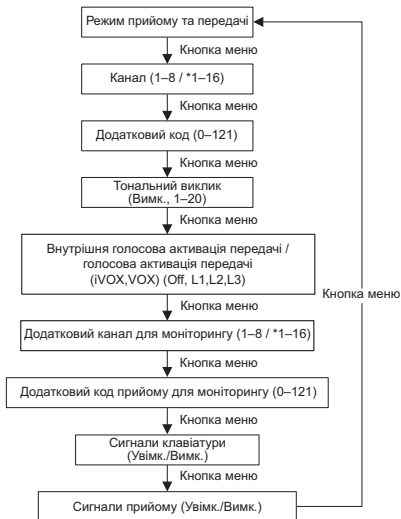 Режим прийому та передачі
Кнопка меню
Канал (1–8 / *1–16)
Кнопка меню
Додатковий код (0–121)
Кнопка меню
Тональний виклик
(Вимк., 1–20)
Кнопка меню
Внутрішня голосова активація передачі /
голосова активація передачі
(iVOX,VOX) (Off, L1,L2,L3)
Кнопка меню
Кнопка меню
Додатковий канал для моніторингу (1–8 / *1–16)
Кнопка меню
Додатковий код прийому для моніторингу (0–121)
Кнопка меню
Сигнали клавіатури
(Увімк./Вимк.)
Кнопка меню
Сигнали прийому (Увімк./Вимк.)